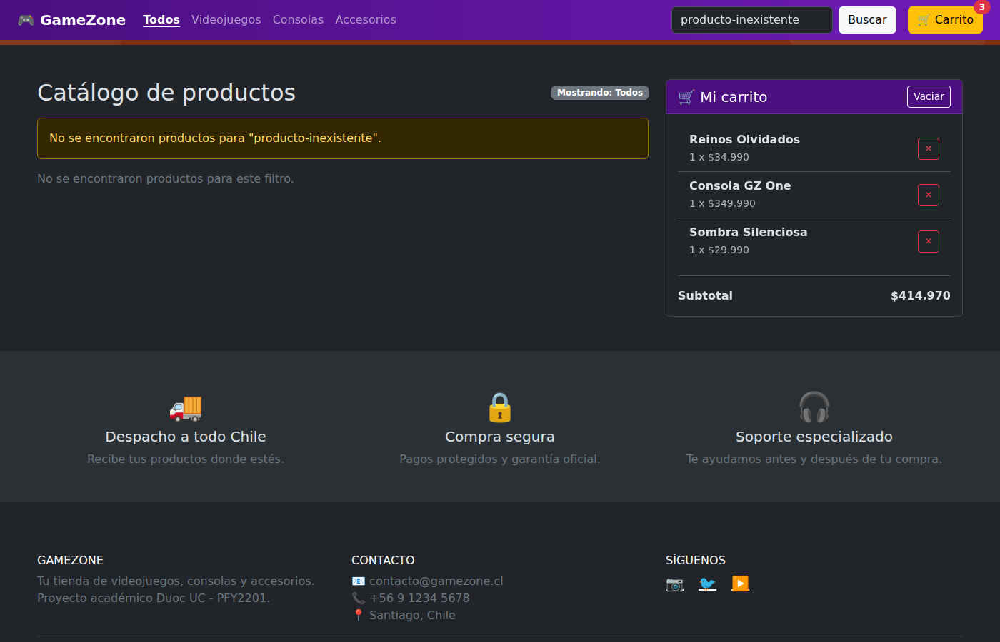 GameZone Todos Videojuegos Consolas Accesorios producto-inexistente Buscar Carrito 3
Catálogo de productos
Mostrando: Todos
No se encontraron productos para "producto-inexistente".
No se encontraron productos para este filtro.
Mi carrito Vaciar
Reinos Olvidados
1 x $34.990
×
Consola GZ One
1 x $349.990
×
Sombra Silenciosa
1 x $29.990
×
Subtotal $414.970
Despacho a todo Chile
Recibe tus productos donde estés.
Compra segura
Pagos protegidos y garantía oficial.
Soporte especializado
Te ayudamos antes y después de tu compra.
GAMEZONE
Tu tienda de videojuegos, consolas y accesorios.
Proyecto académico Duoc UC - PFY2201.
CONTACTO
contacto@gamezone.cl
+56 9 1234 5678
Santiago, Chile
SÍGUENOS